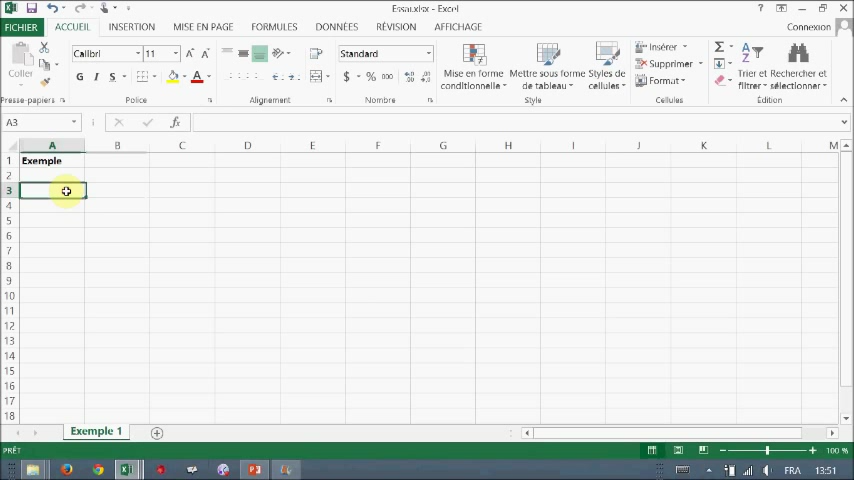 Essai.xlsx - Excel
FICHIER ACCUEIL INSERTION MISE EN PAGE FORMULES DONNÉES RÉVISION AFFICHAGE Connexion
Coller
Calibri 11
Standard
G I S
$ % 000
Mise en forme conditionnelle
Mettre sous forme de tableau
Styles de cellules
Insérer
Supprimer
Format
Trier et filtrer
Rechercher et sélectionner
Presse-papiers Police Alignement Nombre Style Cellules Édition
A3 fx
A B C D E F G H I J K L M
1 Exemple
2
3
4
5
6
7
8
9
10
11
12
13
14
15
16
17
18
Exemple 1
PRÊT 100 %
FRA 13:51